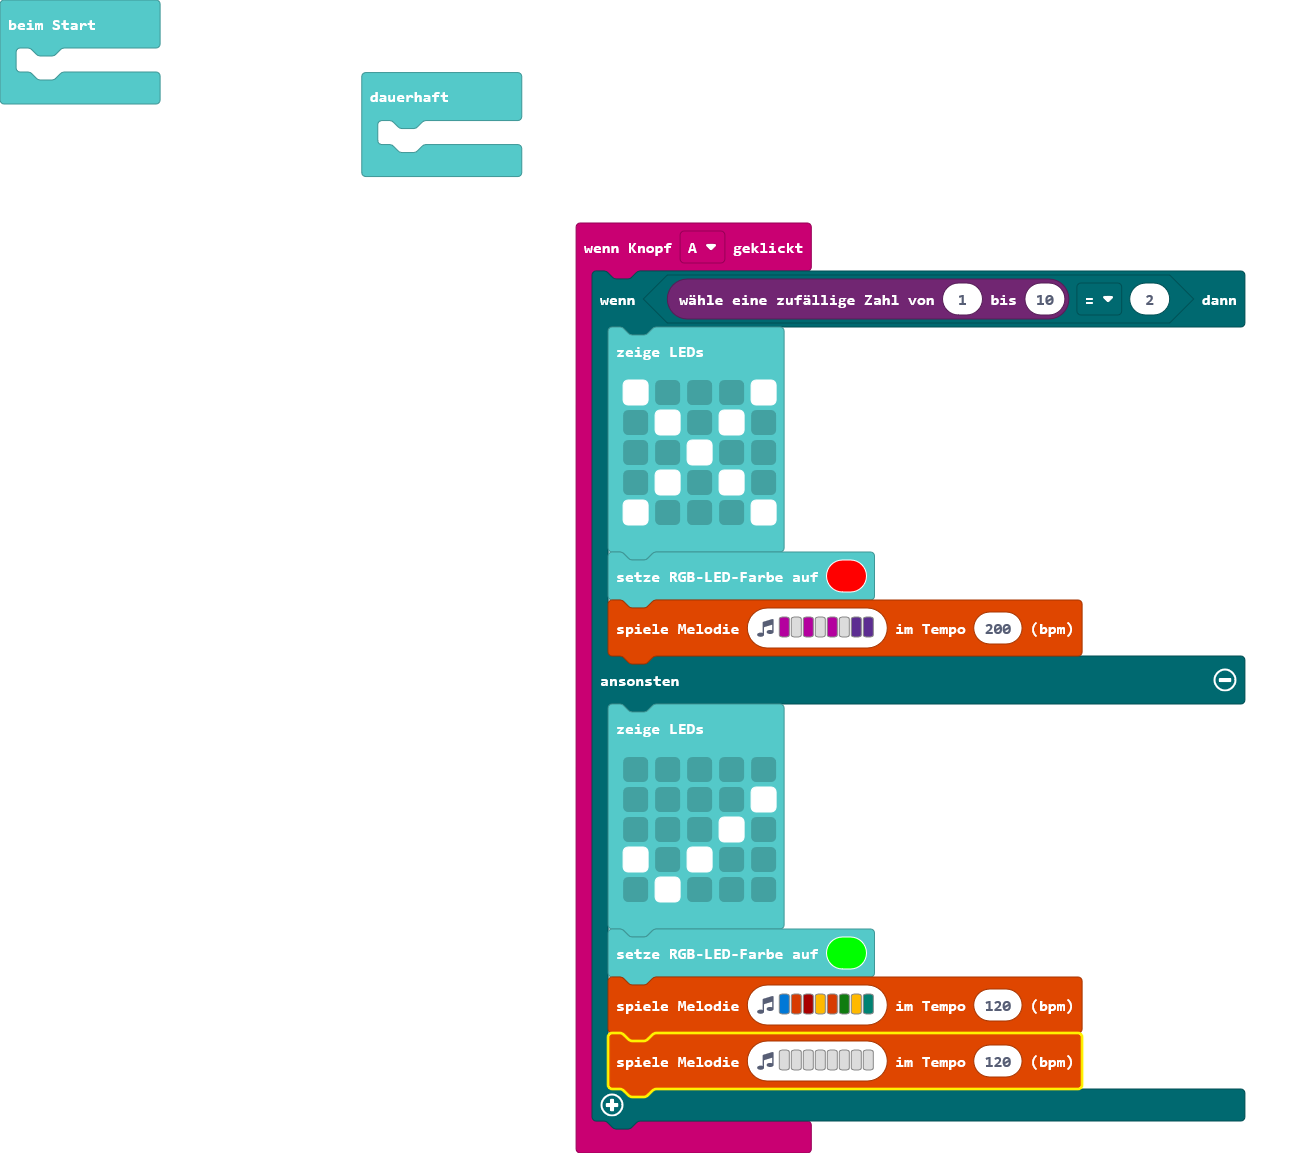 beim Start
dauerhaft
wenn Knopf A geklickt
wenn wähle eine zufällige Zahl von 1 bis 10 = 2 dann
zeige LEDs
setze RGB-LED-Farbe auf
spiele Melodie im Tempo 200 (bpm)
ansonsten
zeige LEDs
setze RGB-LED-Farbe auf
spiele Melodie im Tempo 120 (bpm)
spiele Melodie im Tempo 120 (bpm)